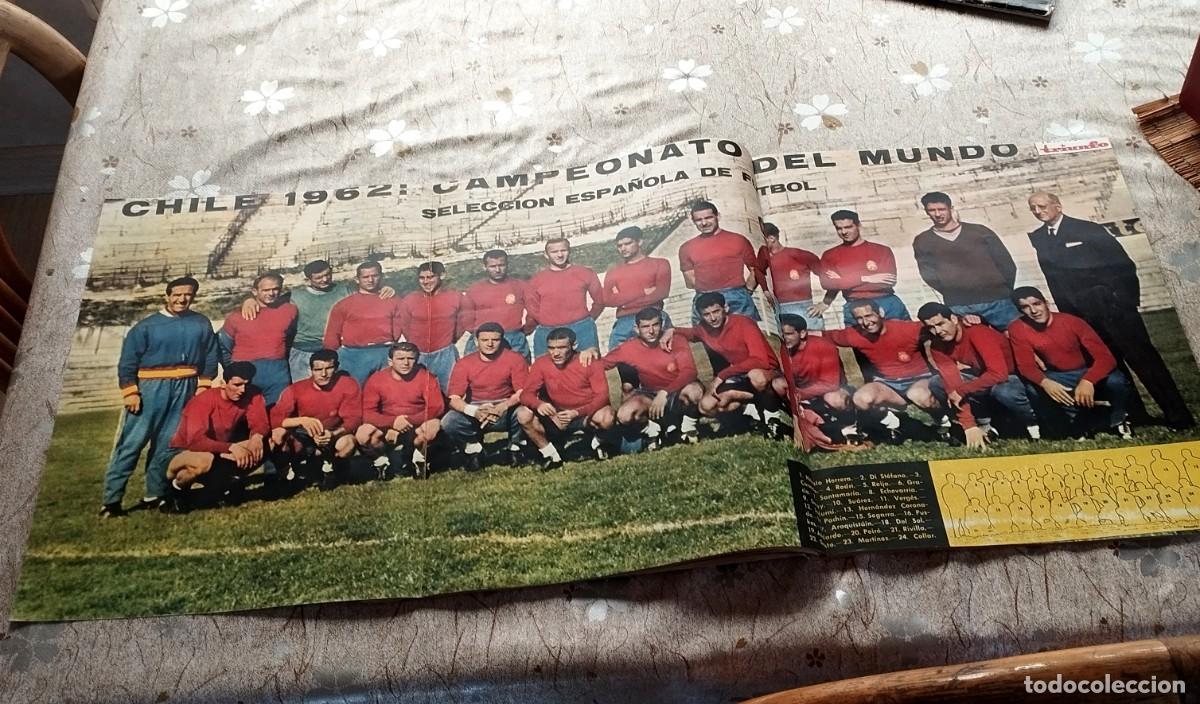 CHILE 1962: CAMPEONATO DEL MUNDO
triunfo
SELECCION ESPAÑOLA DE FUTBOL
Herrera.— 2. Di Stéfano.— 3.
4. Rodri. 5. Reija. 6. Gra-
Santamaría. 8. Echeverría.
10. Suárez. 11. Vergés.
13. Hernández Corona-
Pachín. 15. Segarra. 16. Pus-
Araquistáin. 18. Del Sol.
20. Peiró. 21. Rivilla.—
23. Martínez. 24. Collar.
todocoleccion